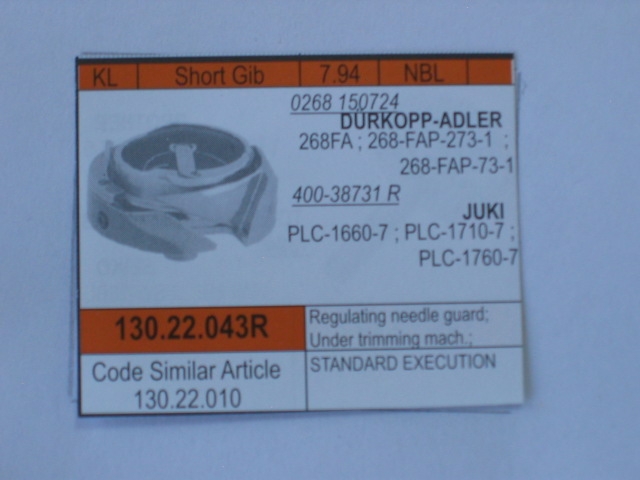 KL Short Gib 7.94 NBL
0268 150724
DÜRKOPP-ADLER
268FA ; 268-FAP-273-1 ;
268-FAP-73-1
400-38731 R
JUKI
PLC-1660-7 ; PLC-1710-7 ;
PLC-1760-7
130.22.043R
Regulating needle guard;
Under trimming mach.;
Code Similar Article
130.22.010
STANDARD EXECUTION